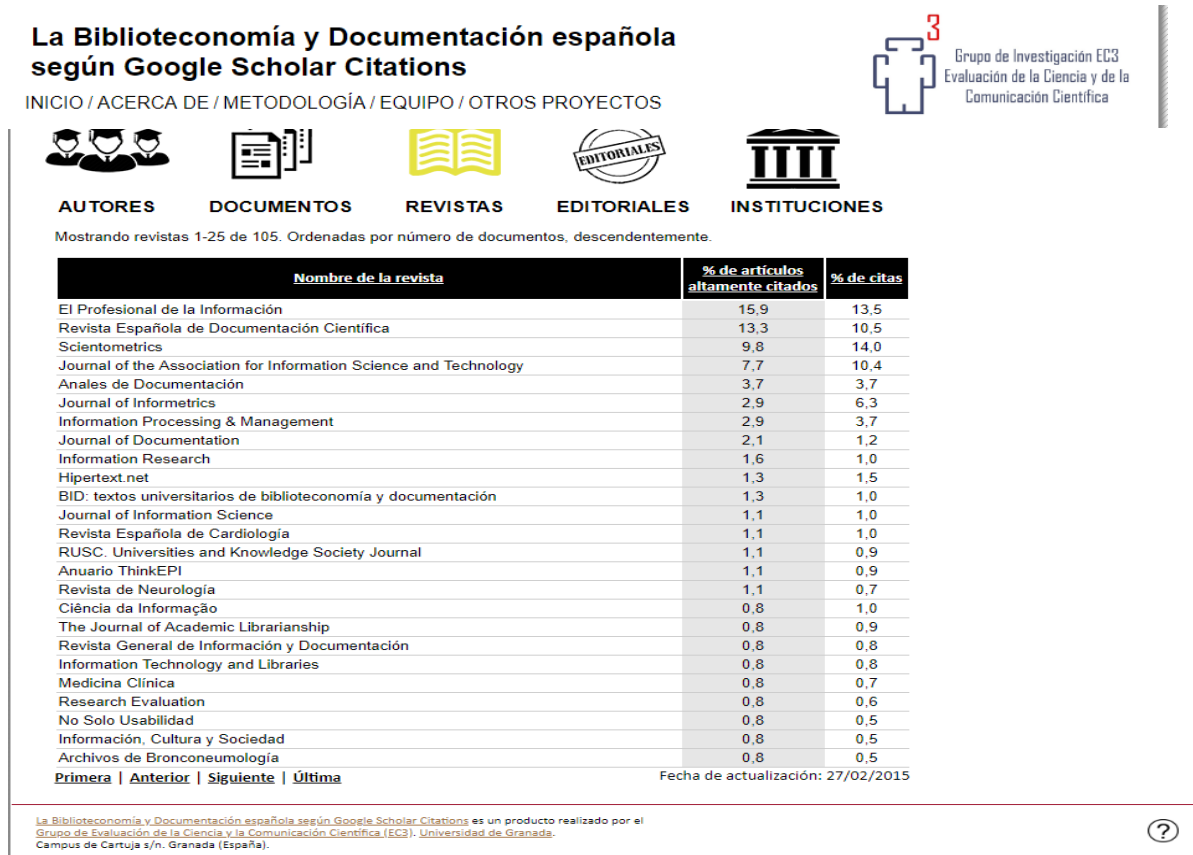 La Biblioteconomía y Documentación española
según Google Scholar Citations
INICIO / ACERCA DE / METODOLOGÍA / EQUIPO / OTROS PROYECTOS
3
Grupo de Investigación EC3
Evaluación de la Ciencia y de la
Comunicación Científica
EDITORIALES
AUTORES DOCUMENTOS REVISTAS EDITORIALES INSTITUCIONES
Mostrando revistas 1-25 de 105. Ordenadas por número de documentos, descendentemente.
Nombre de la revista % de artículos altamente citados % de citas
El Profesional de la Información 15,9 13,5
Revista Española de Documentación Científica 13,3 10,5
Scientometrics 9,8 14,0
Journal of the Association for Information Science and Technology 7,7 10,4
Anales de Documentación 3,7 3,7
Journal of Informetrics 2,9 6,3
Information Processing & Management 2,9 3,7
Journal of Documentation 2,1 1,2
Information Research 1,6 1,0
Hipertext.net 1,3 1,5
BID: textos universitarios de biblioteconomía y documentación 1,3 1,0
Journal of Information Science 1,1 1,0
Revista Española de Cardiología 1,1 1,0
RUSC. Universities and Knowledge Society Journal 1,1 0,9
Anuario ThinkEPI 1,1 0,9
Revista de Neurología 1,1 0,7
Ciência da Informação 0,8 1,0
The Journal of Academic Librarianship 0,8 0,9
Revista General de Información y Documentación 0,8 0,8
Information Technology and Libraries 0,8 0,8
Medicina Clínica 0,8 0,7
Research Evaluation 0,8 0,6
No Solo Usabilidad 0,8 0,5
Información, Cultura y Sociedad 0,8 0,5
Archivos de Bronconeumología 0,8 0,5
Primera | Anterior | Siguiente | Última Fecha de actualización: 27/02/2015
La Biblioteconomía y Documentación española según Google Scholar Citations es un producto realizado por el
Grupo de Evaluación de la Ciencia y la Comunicación Científica (EC3). Universidad de Granada.
Campus de Cartuja s/n. Granada (España).
?